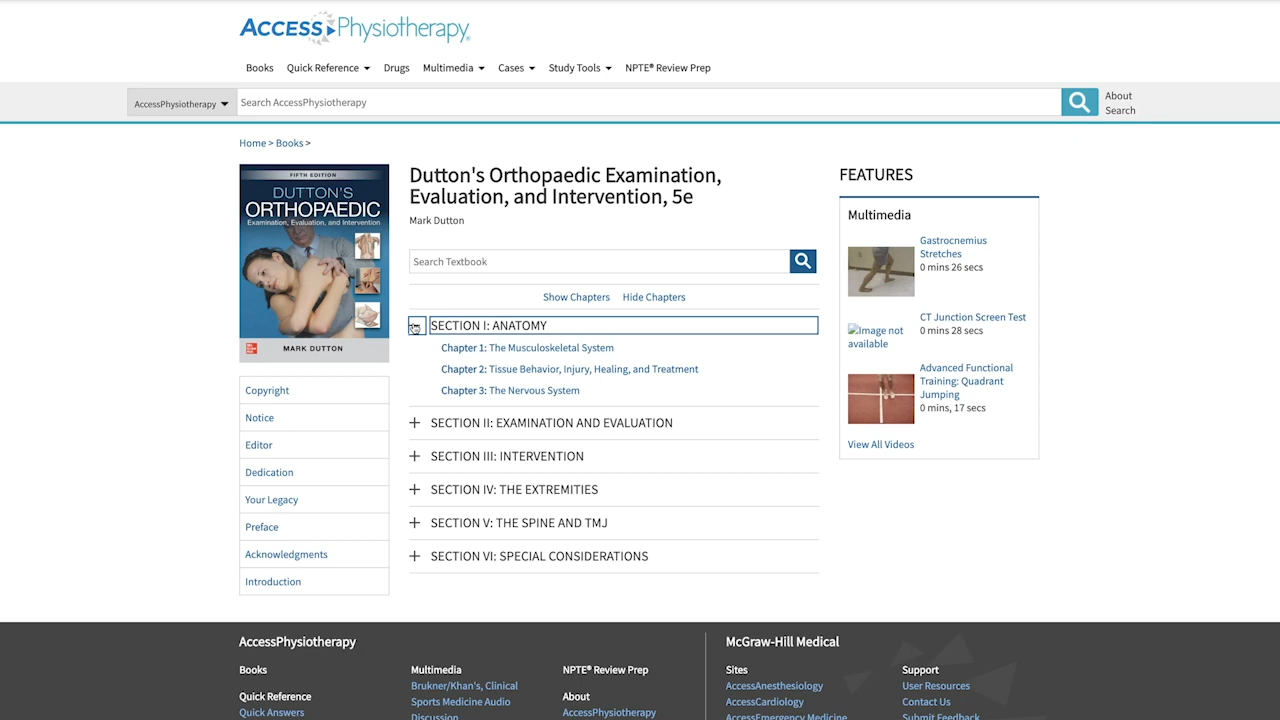 ACCESS Physiotherapy
Books Quick Reference Drugs Multimedia Cases Study Tools NPTE® Review Prep
AccessPhysiotherapy Search AccessPhysiotherapy
About
Search
Home > Books >
FIFTH EDITION
DUTTON'S
ORTHOPAEDIC
Examination, Evaluation, and Intervention
MARK DUTTON
Copyright
Notice
Editor
Dedication
Your Legacy
Preface
Acknowledgments
Introduction
Dutton's Orthopaedic Examination,
Evaluation, and Intervention, 5e
Mark Dutton
Search Textbook
Show Chapters Hide Chapters
SECTION I: ANATOMY
Chapter 1: The Musculoskeletal System
Chapter 2: Tissue Behavior, Injury, Healing, and Treatment
Chapter 3: The Nervous System
SECTION II: EXAMINATION AND EVALUATION
SECTION III: INTERVENTION
SECTION IV: THE EXTREMITIES
SECTION V: THE SPINE AND TMJ
SECTION VI: SPECIAL CONSIDERATIONS
FEATURES
Multimedia
Gastrocnemius
Stretches
0 mins 26 secs
Image not
available
CT Junction Screen Test
0 mins 28 secs
Advanced Functional
Training: Quadrant
Jumping
0 mins, 17 secs
View All Videos
AccessPhysiotherapy
Books
Quick Reference
Quick Answers
Multimedia
Brukner/Khan's, Clinical
Sports Medicine Audio
Discussion
NPTE® Review Prep
About
AccessPhysiotherapy
McGraw-Hill Medical
Sites
AccessAnesthesiology
AccessCardiology
AccessEmergency Medicine
Support
User Resources
Contact Us
Submit Feedback